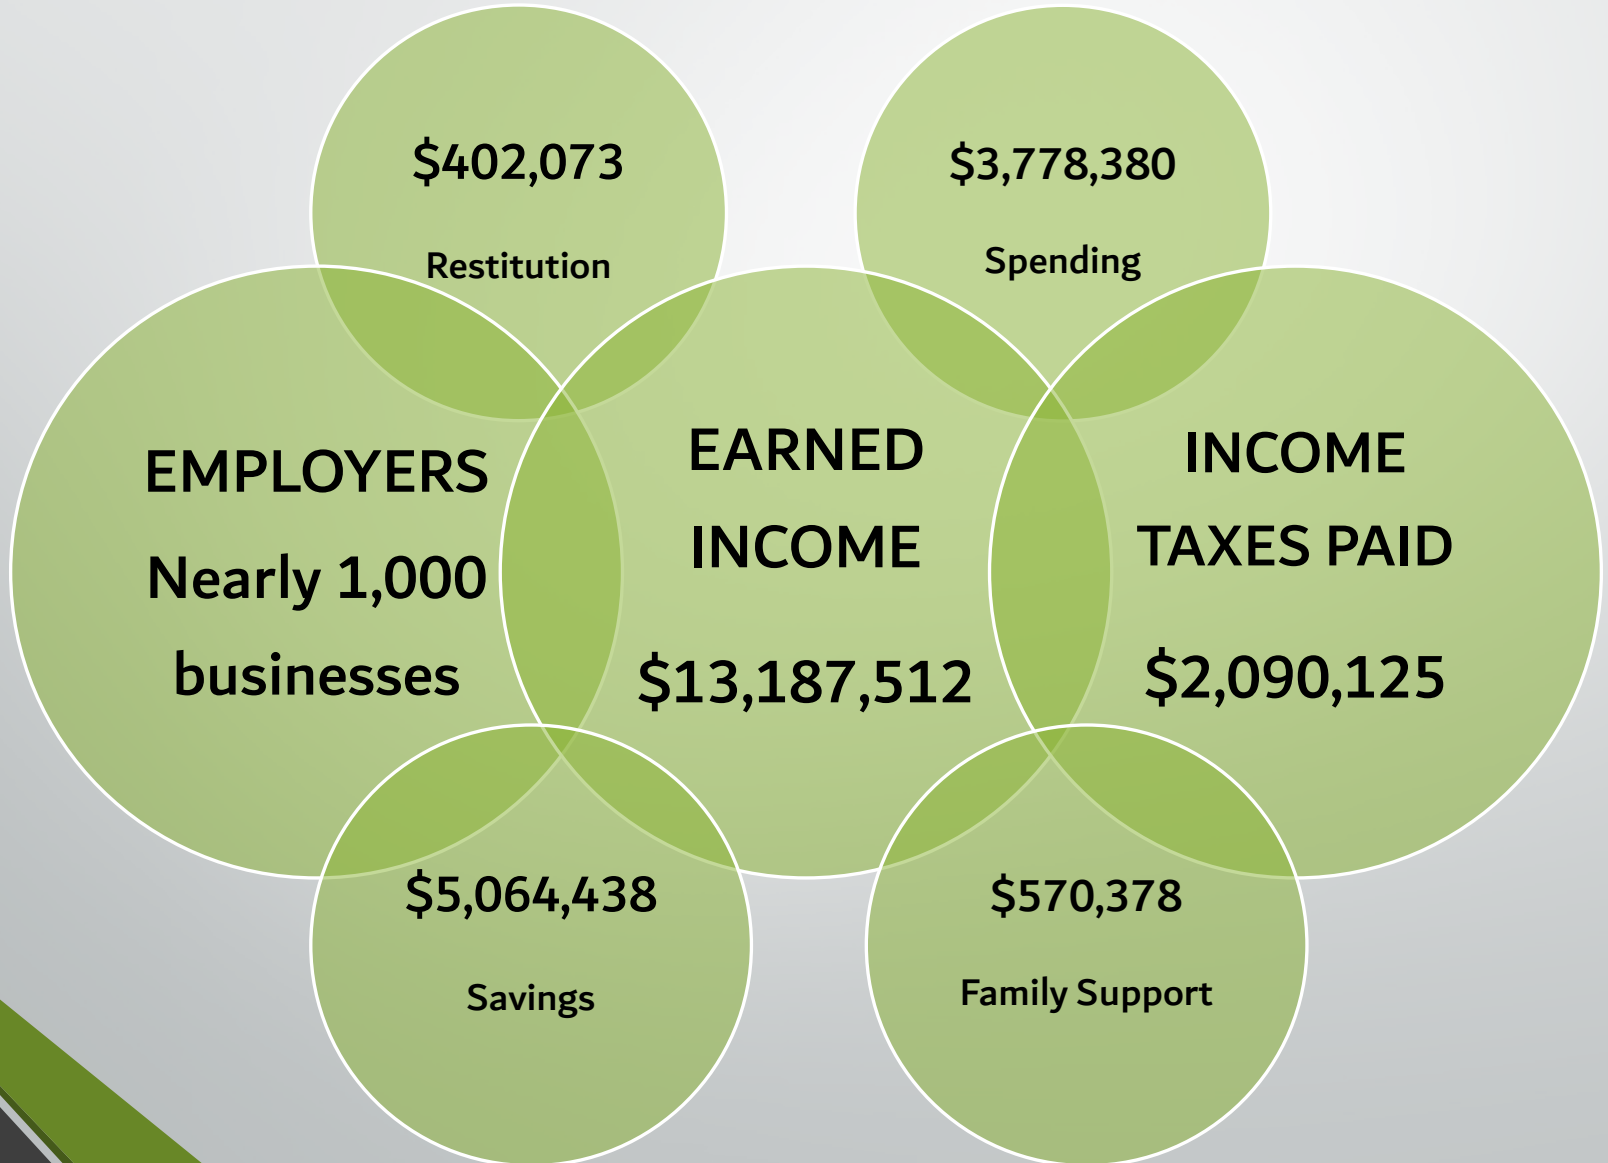 $402,073
Restitution
$3,778,380
Spending
EMPLOYERS
Nearly 1,000
businesses
EARNED
INCOME
$13,187,512
INCOME
TAXES PAID
$2,090,125
$5,064,438
Savings
$570,378
Family Support